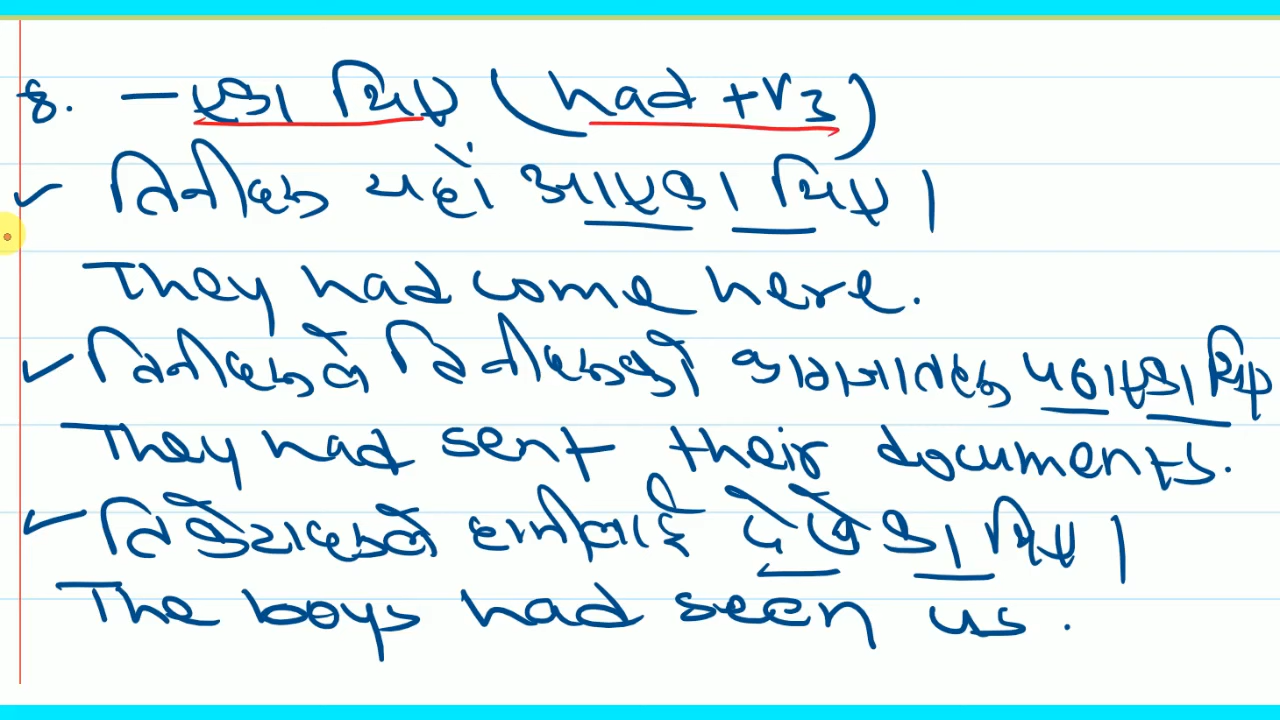 8. – एका थिए (had + V3)
तिनीहरू यहाँ आएका थिए।
They had come here.
तिनीहरूले तिनीहरूको कागजातहरू पठाएका थिए
They had sent their documents.
ति केटाहरूले हामीलाई देखेका थिए।
The boys had seen us.